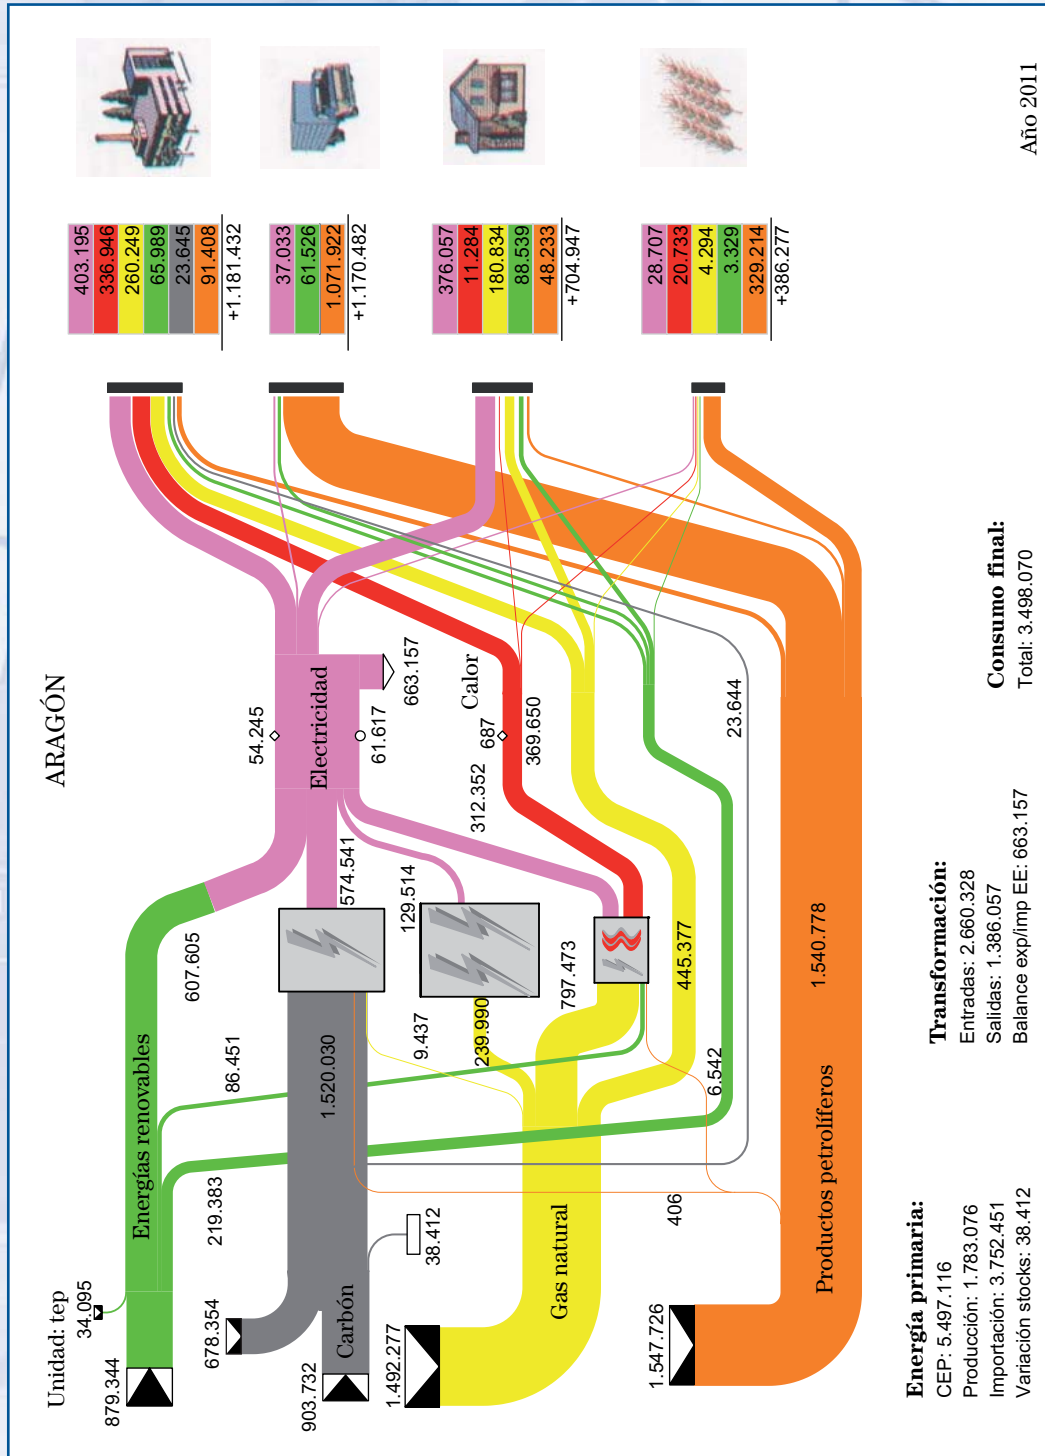 ARAGÓN
Unidad: tep
Año 2011
34.095
879.344
Energías renovables
607.605
86.451
219.383
678.354
903.732
Carbón
38.412
1.520.030
1.492.277
Gas natural
1.547.726
Productos petrolíferos
1.540.778
406
6.542
445.377
797.473
239.990
9.437
129.514
574.541
312.352
54.245
Electricidad
61.617
663.157
Calor
687
369.650
23.644
403.195
336.946
260.249
65.989
23.645
91.408
+1.181.432
37.033
61.526
1.071.922
+1.170.482
376.057
11.284
180.834
88.539
48.233
+704.947
28.707
20.733
4.294
3.329
329.214
+386.277
Energía primaria:
CEP: 5.497.116
Producción: 1.783.076
Importación: 3.752.451
Variación stocks: 38.412
Transformación:
Entradas: 2.660.328
Salidas: 1.386.057
Balance exp/imp EE: 663.157
Consumo final:
Total: 3.498.070